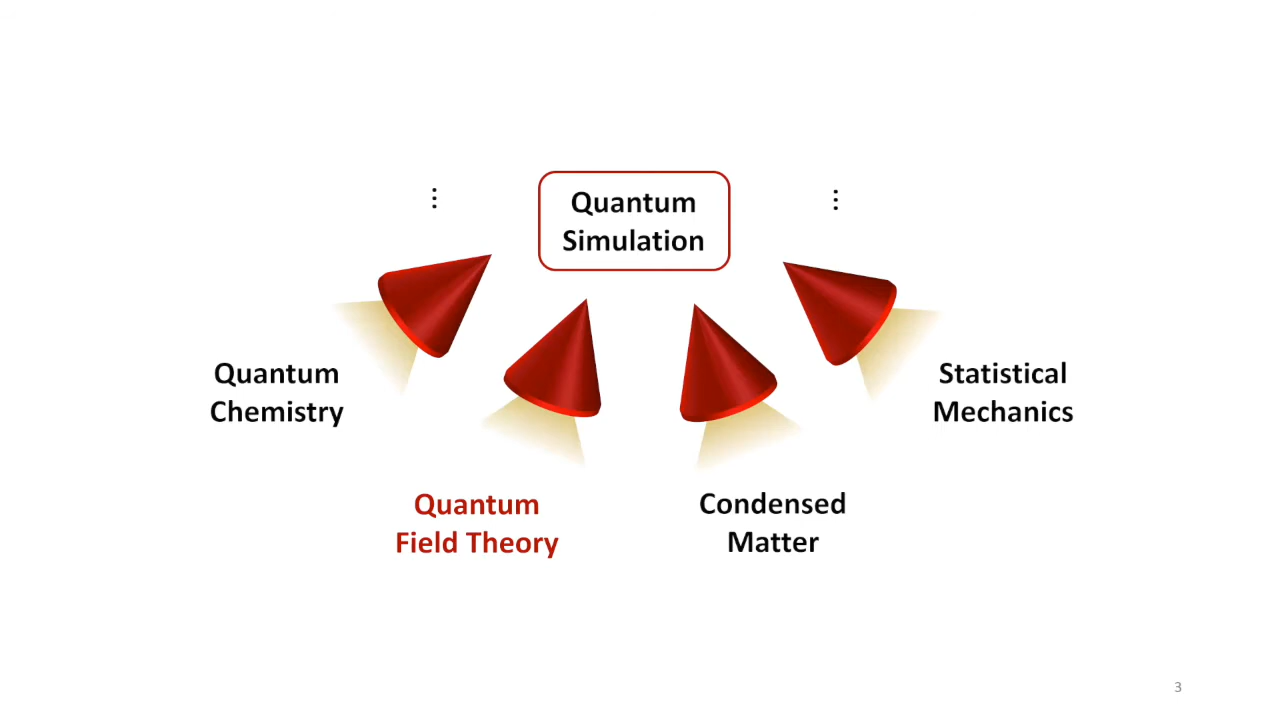 ⋮
⋮
Quantum
Simulation
Quantum
Chemistry
Statistical
Mechanics
Quantum
Field Theory
Condensed
Matter
3